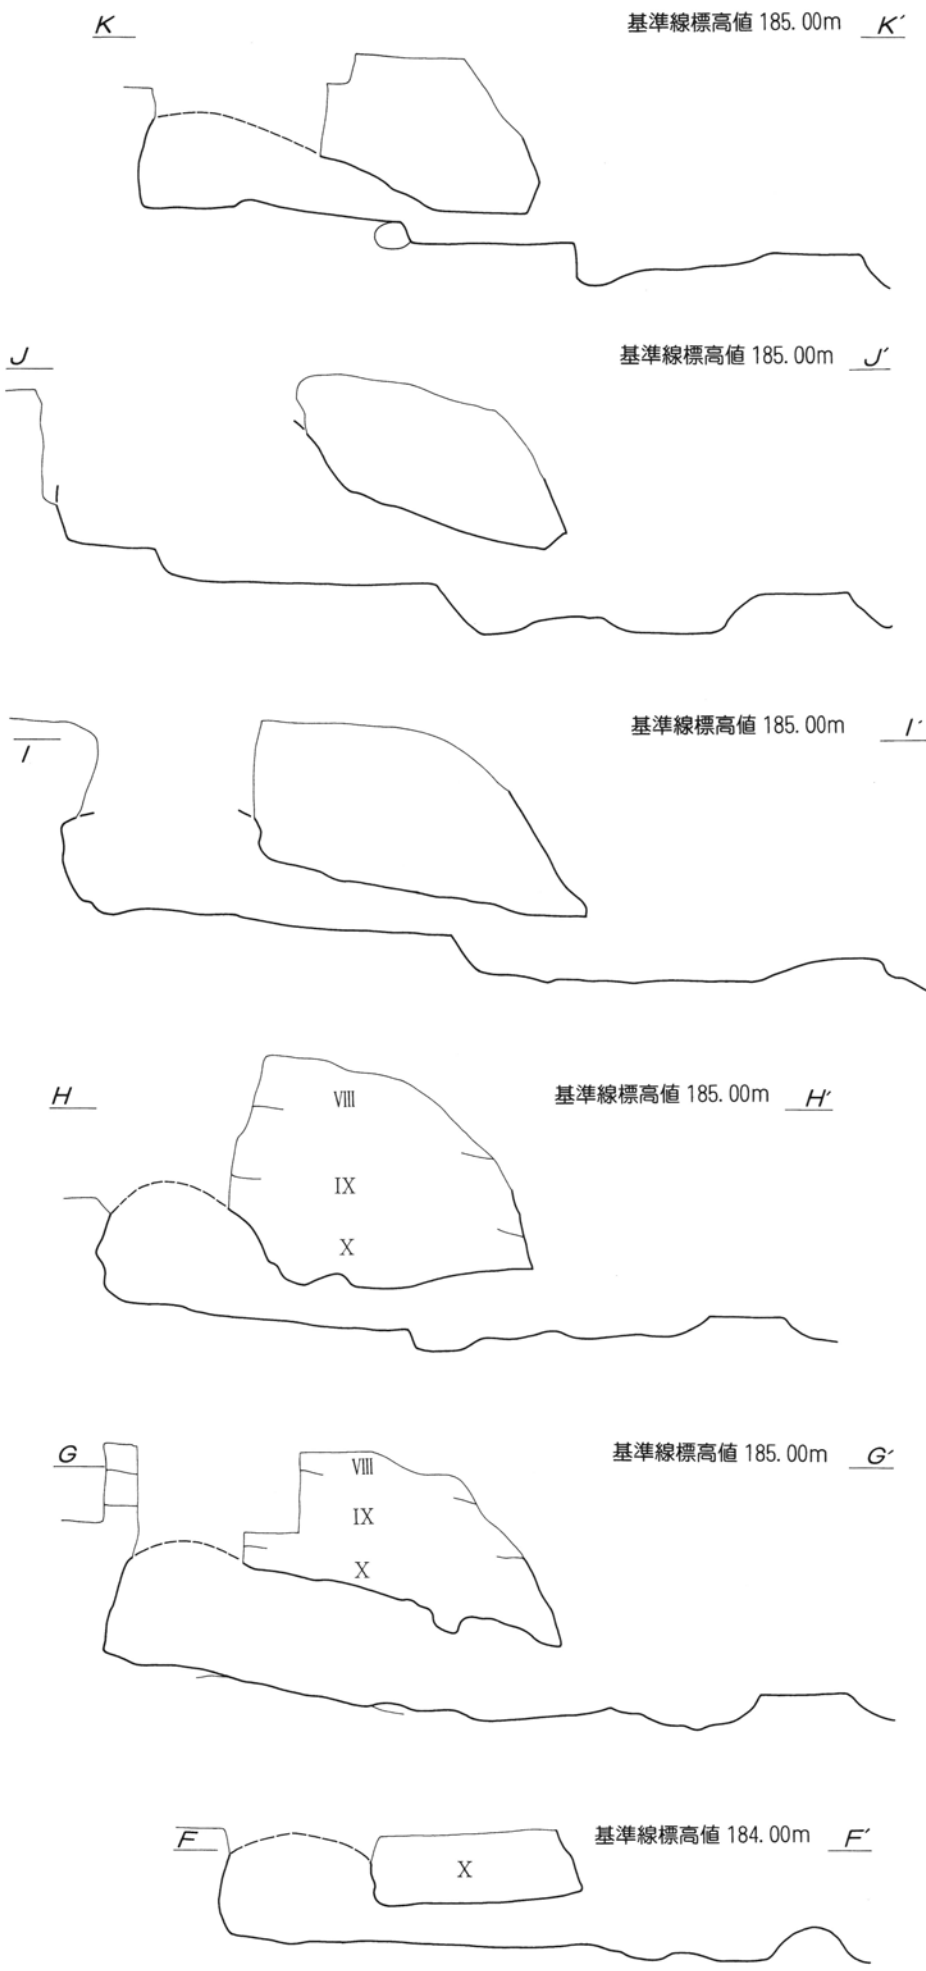 K 基準線標高値 185.00m K′
J 基準線標高値 185.00m J′
I 基準線標高値 185.00m I′
H 基準線標高値 185.00m H′
VIII
IX
X
G 基準線標高値 185.00m G′
VIII
IX
X
F 基準線標高値 184.00m F′
X